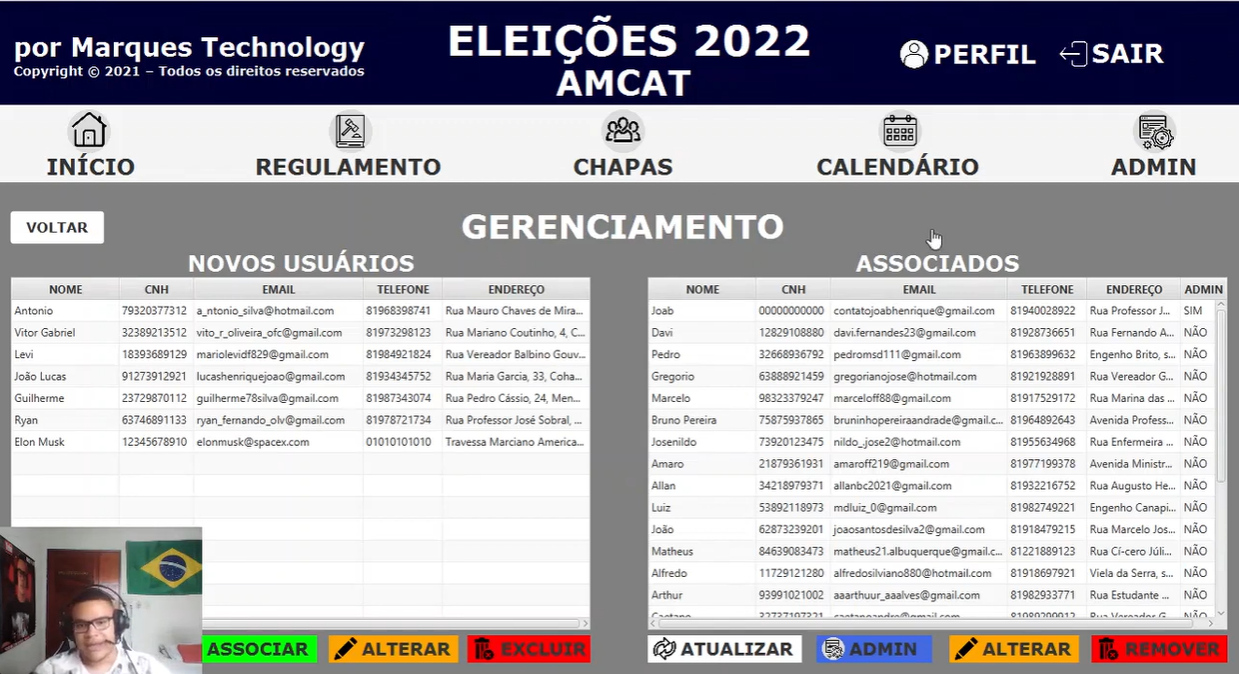 por Marques Technology
Copyright © 2021 – Todos os direitos reservados
ELEIÇÕES 2022
AMCAT
PERFIL
SAIR
INÍCIO
REGULAMENTO
CHAPAS
CALENDÁRIO
ADMIN
VOLTAR
GERENCIAMENTO
NOVOS USUÁRIOS
NOME CNH EMAIL TELEFONE ENDEREÇO
Antonio 79320377312 a_ntonio_silva@hotmail.com 81968398741 Rua Mauro Chaves de Mira...
Vitor Gabriel 32389213512 vito_r_oliveira_ofc@gmail.com 81973298123 Rua Mariano Coutinho, 4, C...
Levi 18393689129 mariolevidf829@gmail.com 81984921824 Rua Vereador Balbino Gouv...
João Lucas 91273912921 lucashenriquejoao@gmail.com 81934345752 Rua Maria Garcia, 33, Coha...
Guilherme 23729870112 guilherme78silva@gmail.com 81987343074 Rua Pedro Cássio, 24, Men...
Ryan 63746891133 ryan_fernando_olv@gmail.com 81978721734 Rua Professor José Sobral, ...
Elon Musk 12345678910 elonmusk@spacex.com 01010101010 Travessa Marciano America...
ASSOCIAR
ALTERAR
EXCLUIR
ASSOCIADOS
NOME CNH EMAIL TELEFONE ENDEREÇO ADMIN
Joab 00000000000 contatojoabhenrique@gmail.com 81940028922 Rua Professor J... SIM
Davi 12829108880 davi.fernandes23@gmail.com 81928736651 Rua Fernando A... NÃO
Pedro 32668936792 pedromsd111@gmail.com 81963899632 Engenho Brito, s... NÃO
Gregorio 63888921459 gregorianojose@hotmail.com 81921928891 Rua Vereador G... NÃO
Marcelo 98323379247 marceloff88@gmail.com 81917529172 Rua Marina das ... NÃO
Bruno Pereira 75875937865 bruninhopereiraandrade@gmail.c... 81964892643 Avenida Profess... NÃO
Josenildo 73920123475 nildo_jose2@hotmail.com 81955634968 Rua Enfermeira ... NÃO
Amaro 21879361931 amaroff219@gmail.com 81977199378 Avenida Ministr... NÃO
Allan 34218979371 allanbc2021@gmail.com 81932216752 Rua Augusto He... NÃO
Luiz 53892118973 mdluiz_0@gmail.com 81982749221 Engenho Canapi... NÃO
João 62873239201 joaosantosdesilva2@gmail.com 81918479215 Rua Marcelo Jos... NÃO
Matheus 84639083473 matheus21.albuquerque@gmail.c... 81221889123 Rua Cí-cero Júli... NÃO
Alfredo 11729121280 alfredosilviano880@hotmail.com 81918697921 Viela da Serra, s... NÃO
Arthur 93991021002 aaarthuur_aaalves@gmail.com 81982933771 Rua Estudante ... NÃO
ATUALIZAR
ADMIN
ALTERAR
REMOVER